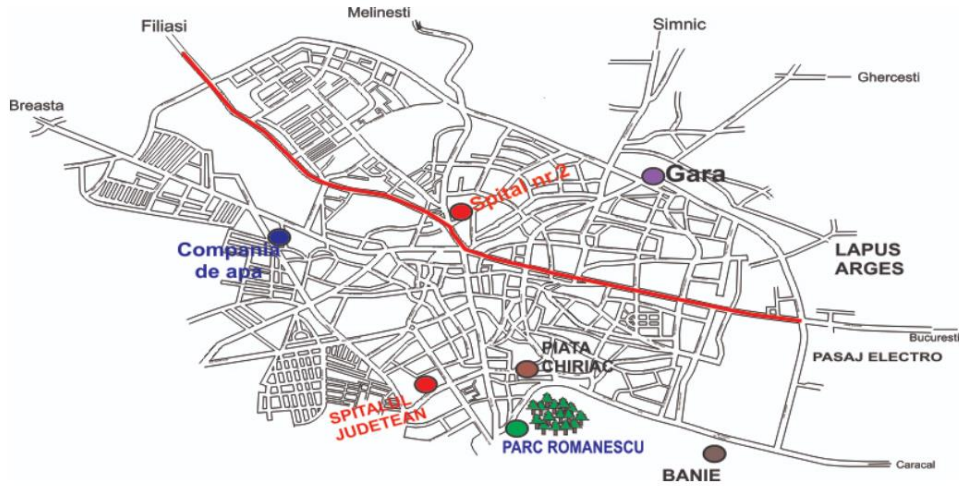 Melinesti
Filiasi
Simnic
Ghercesti
Breasta
Spital nr.2
Gara
Compania
de apa
LAPUS
ARGES
Bucuresti
PIATA
CHIRIAC
PASAJ ELECTRO
SPITALUL
JUDETEAN
PARC ROMANESCU
BANIE
Caracal